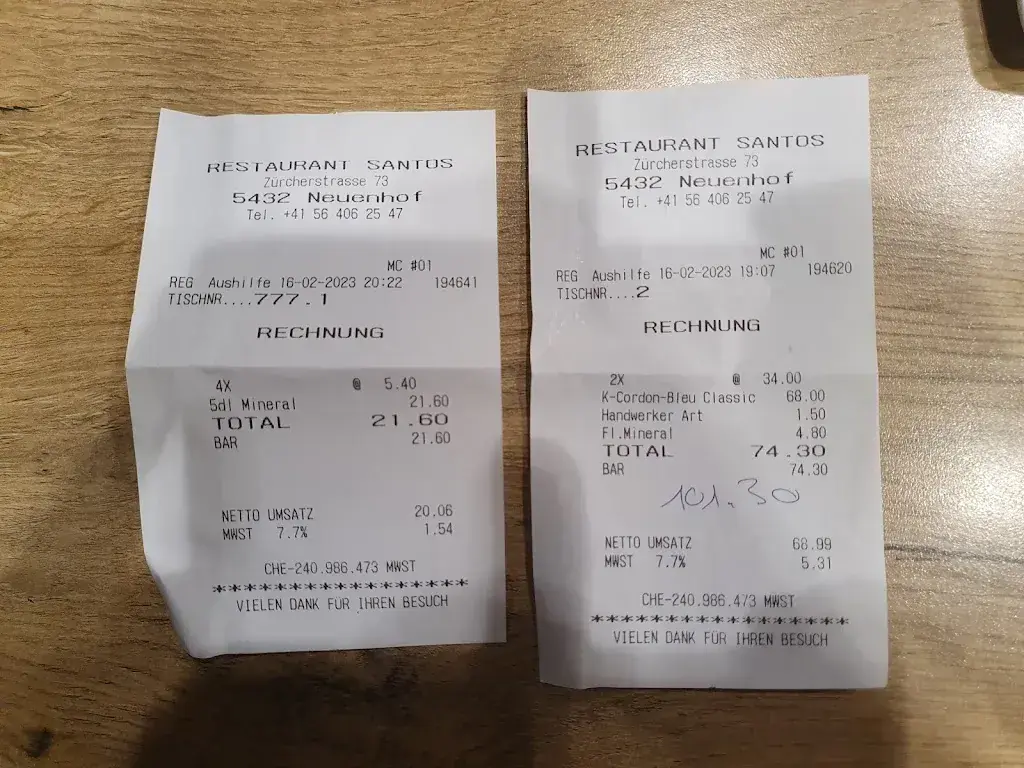 RESTAURANT SANTOS
Zürcherstrasse 73
5432 Neuenhof
Tel. +41 56 406 25 47
MC #01
REG Aushilfe 16-02-2023 20:22 194641
TISCHNR....777.1
RECHNUNG
4X @ 5.40
5dl Mineral 21.60
TOTAL 21.60
BAR 21.60
NETTO UMSATZ 20.06
MWST 7.7% 1.54
CHE-240.986.473 MWST
*******************
VIELEN DANK FÜR IHREN BESUCH
RESTAURANT SANTOS
Zürcherstrasse 73
5432 Neuenhof
Tel. +41 56 406 25 47
MC #01
REG Aushilfe 16-02-2023 19:07 194620
TISCHNR....2
RECHNUNG
2X @ 34.00
K-Cordon-Bleu Classic 68.00
Handwerker Art 1.50
Fl.Mineral 4.80
TOTAL 74.30
BAR 74.30
101.30
NETTO UMSATZ 68.99
MWST 7.7% 5.31
CHE-240.986.473 MWST
*******************
VIELEN DANK FÜR IHREN BESUCH